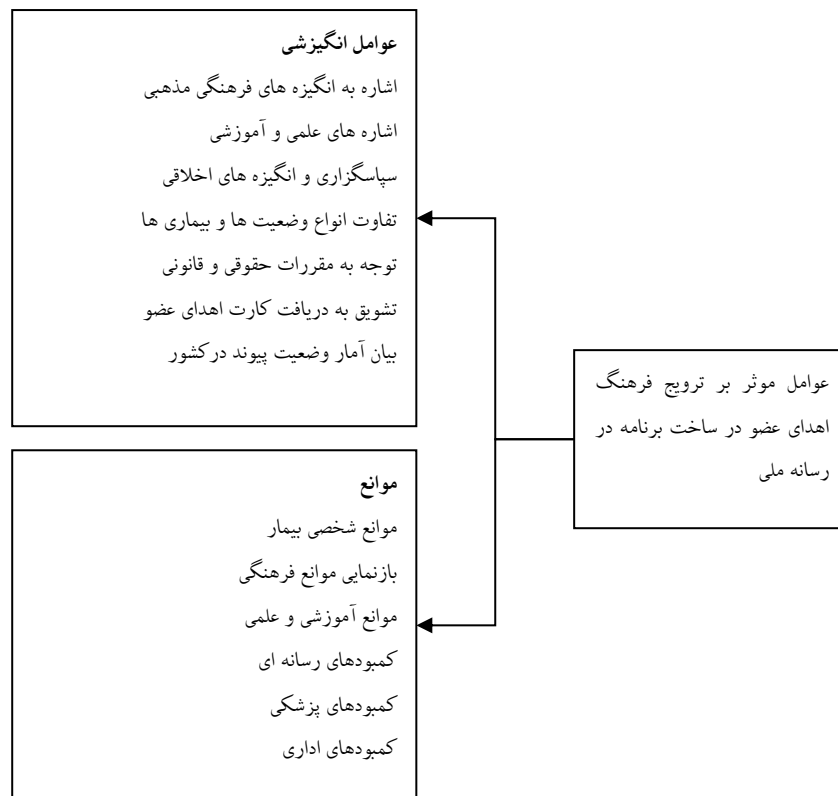 عوامل انگیزشی
اشاره به انگیزه های فرهنگی مذهبی
اشاره های علمی و آموزشی
سپاسگزاری و انگیزه های اخلاقی
تفاوت انواع وضعیت ها و بیماری ها
توجه به مقررات حقوقی و قانونی
تشویق به دریافت کارت اهدای عضو
بیان آمار وضعیت پیوند درکشور
عوامل موثر بر ترویج فرهنگ
اهدای عضو در ساخت برنامه در
رسانه ملی
موانع
موانع شخصی بیمار
بازنمایی موانع فرهنگی
موانع آموزشی و علمی
کمبودهای رسانه ای
کمبودهای پزشکی
کمبودهای اداری